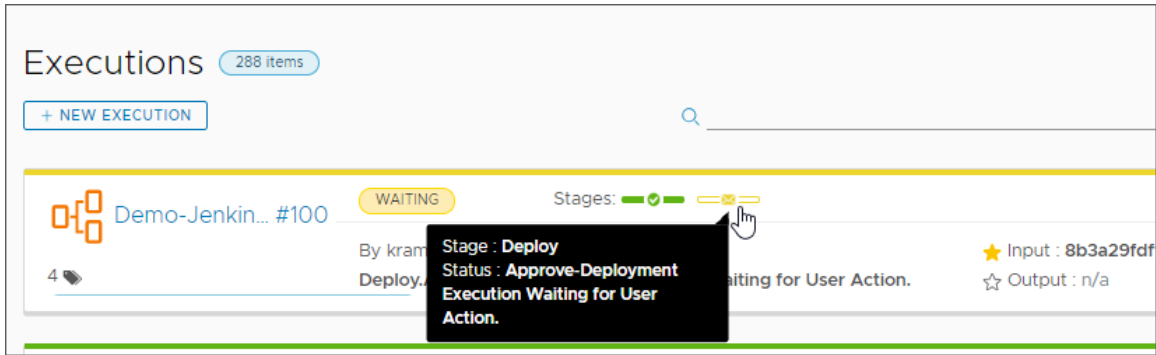 Executions 288 items
+ NEW EXECUTION
WAITING Stages:
Demo-Jenkin... #100
By kram
Stage : Deploy
Status : Approve-Deployment
Execution Waiting for User
Action.
Input : 8b3a29fdf
4
Deploy. aiting for User Action.
Output : n/a